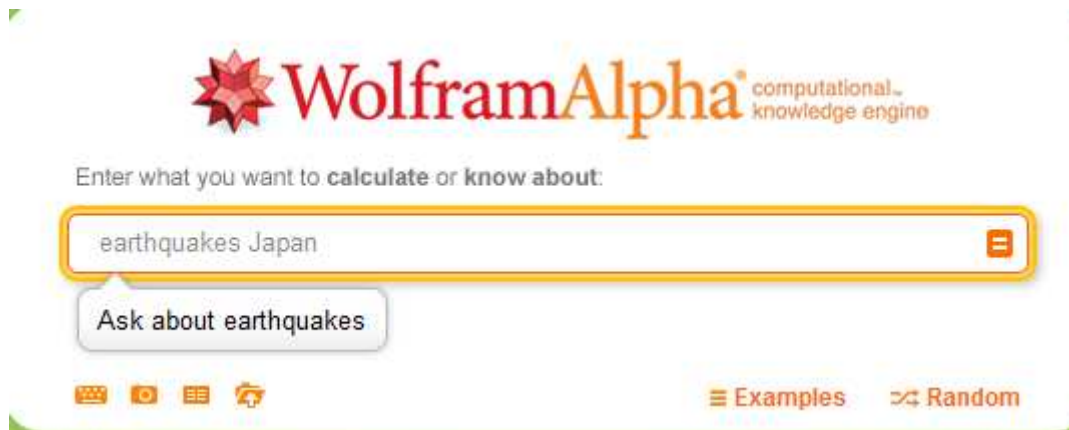 WolframAlpha® computational™ knowledge engine
Enter what you want to calculate or know about:
earthquakes Japan
Ask about earthquakes
Examples Random